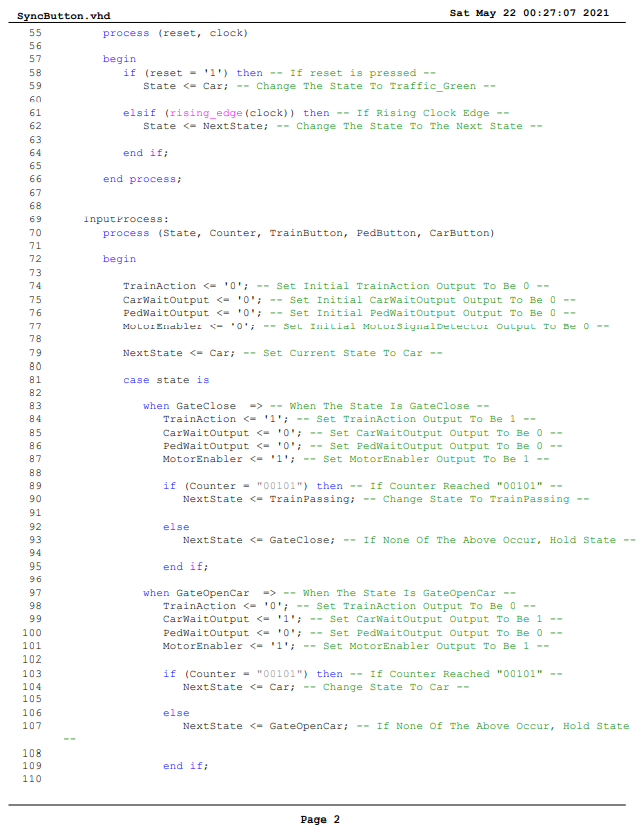 SyncButton.vhd Sat May 22 00:27:07 2021
55 process (reset, clock)
56
57 begin
58 if (reset = '1') then -- If reset is pressed --
59 State <= Car; -- Change The State To Traffic_Green --
60
61 elsif (rising_edge(clock)) then -- If Rising Clock Edge --
62 State <= NextState; -- Change The State To The Next State --
63
64 end if;
65
66 end process;
67
68
69 InputProcess:
70 process (State, Counter, TrainButton, PedButton, CarButton)
71
72 begin
73
74 TrainAction <= '0'; -- Set Initial TrainAction Output To Be 0 --
75 CarWaitOutput <= '0'; -- Set Initial CarWaitOutput Output To Be 0 --
76 PedWaitOutput <= '0'; -- Set Initial PedWaitOutput Output To Be 0 --
77 MotorEnabler <= '0'; -- Set Initial MotorSignalDetector Output To Be 0 --
78
79 NextState <= Car; -- Set Current State To Car --
80
81 case state is
82
83 when GateClose => -- When The State Is GateClose --
84 TrainAction <= '1'; -- Set TrainAction Output To Be 1 --
85 CarWaitOutput <= '0'; -- Set CarWaitOutput Output To Be 0 --
86 PedWaitOutput <= '0'; -- Set PedWaitOutput Output To Be 0 --
87 MotorEnabler <= '1'; -- Set MotorEnabler Output To Be 1 --
88
89 if (Counter = "00101") then -- If Counter Reached "00101" --
90 NextState <= TrainPassing; -- Change State To TrainPassing --
91
92 else
93 NextState <= GateClose; -- If None Of The Above Occur, Hold State --
94
95 end if;
96
97 when GateOpenCar => -- When The State Is GateOpenCar --
98 TrainAction <= '0'; -- Set TrainAction Output To Be 0 --
99 CarWaitOutput <= '1'; -- Set CarWaitOutput Output To Be 1 --
100 PedWaitOutput <= '0'; -- Set PedWaitOutput Output To Be 0 --
101 MotorEnabler <= '1'; -- Set MotorEnabler Output To Be 1 --
102
103 if (Counter = "00101") then -- If Counter Reached "00101" --
104 NextState <= Car; -- Change State To Car --
105
106 else
107 NextState <= GateOpenCar; -- If None Of The Above Occur, Hold State
--
108
109 end if;
110
Page 2